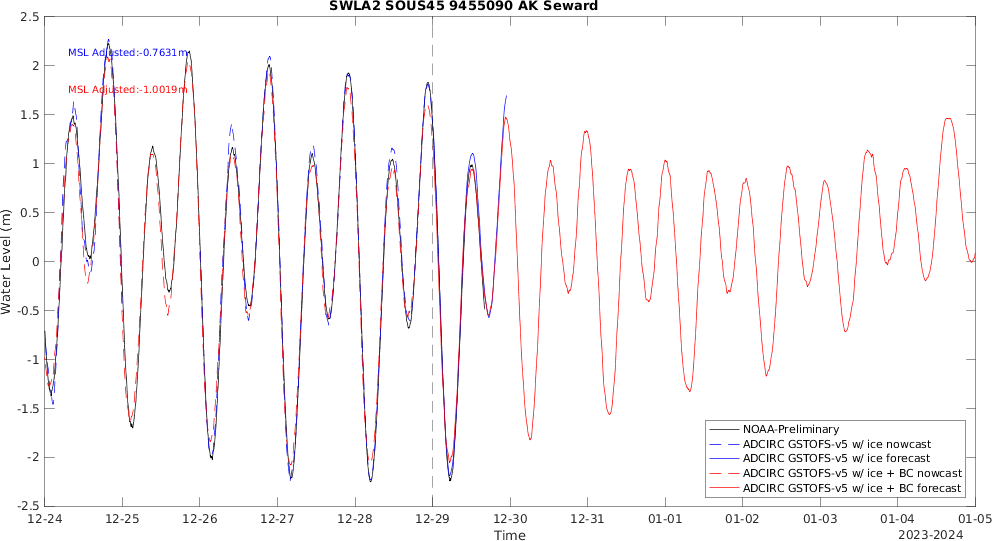 SWLA2 SOUS45 9455090 AK Seward
2.5
2
1.5
1
0.5
0
-0.5
-1
-1.5
-2
-2.5
Water Level (m)
MSL Adjusted:-0.7631m
MSL Adjusted:-1.0019m
NOAA-Preliminary
ADCIRC GSTOFS-v5 w/ ice nowcast
ADCIRC GSTOFS-v5 w/ ice forecast
ADCIRC GSTOFS-v5 w/ ice + BC nowcast
ADCIRC GSTOFS-v5 w/ ice + BC forecast
12-24 12-25 12-26 12-27 12-28 12-29 12-30 01-01 01-02 01-03 01-04 01-05
Time
2023-2024